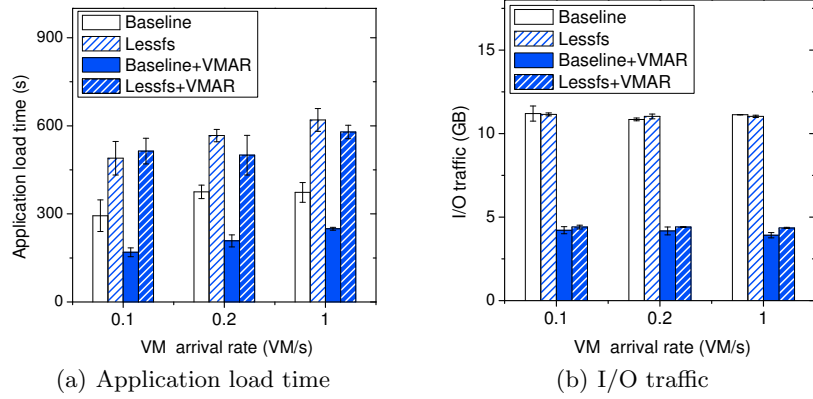 Baseline
Lessfs
Baseline+VMAR
Lessfs+VMAR
900
600
300
0
Application load time (s)
0.1 0.2 1
VM arrival rate (VM/s)
(a) Application load time
Baseline
Lessfs
Baseline+VMAR
Lessfs+VMAR
15
10
5
0
I/O traffic (GB)
0.1 0.2 1
VM arrival rate (VM/s)
(b) I/O traffic